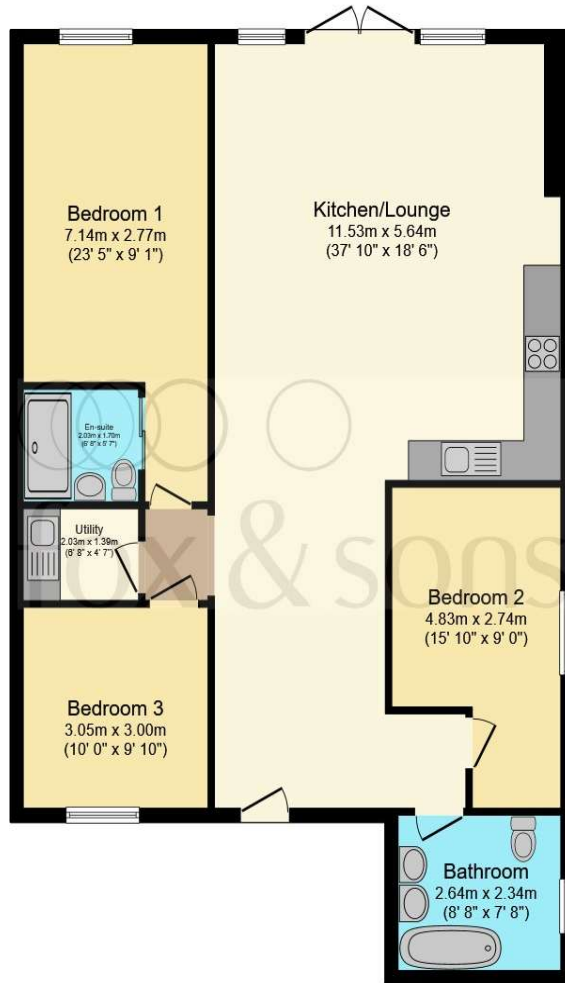 Bedroom 1
7.14m x 2.77m
(23' 5" x 9' 1")
Kitchen/Lounge
11.53m x 5.64m
(37' 10" x 18' 6")
En-suite
2.03m x 1.70m
(6' 8" x 5' 7")
Utility
2.03m x 1.39m
(6' 8" x 4' 7")
fox & sons
Bedroom 2
4.83m x 2.74m
(15' 10" x 9' 0")
Bedroom 3
3.05m x 3.00m
(10' 0" x 9' 10")
Bathroom
2.64m x 2.34m
(8' 8" x 7' 8")